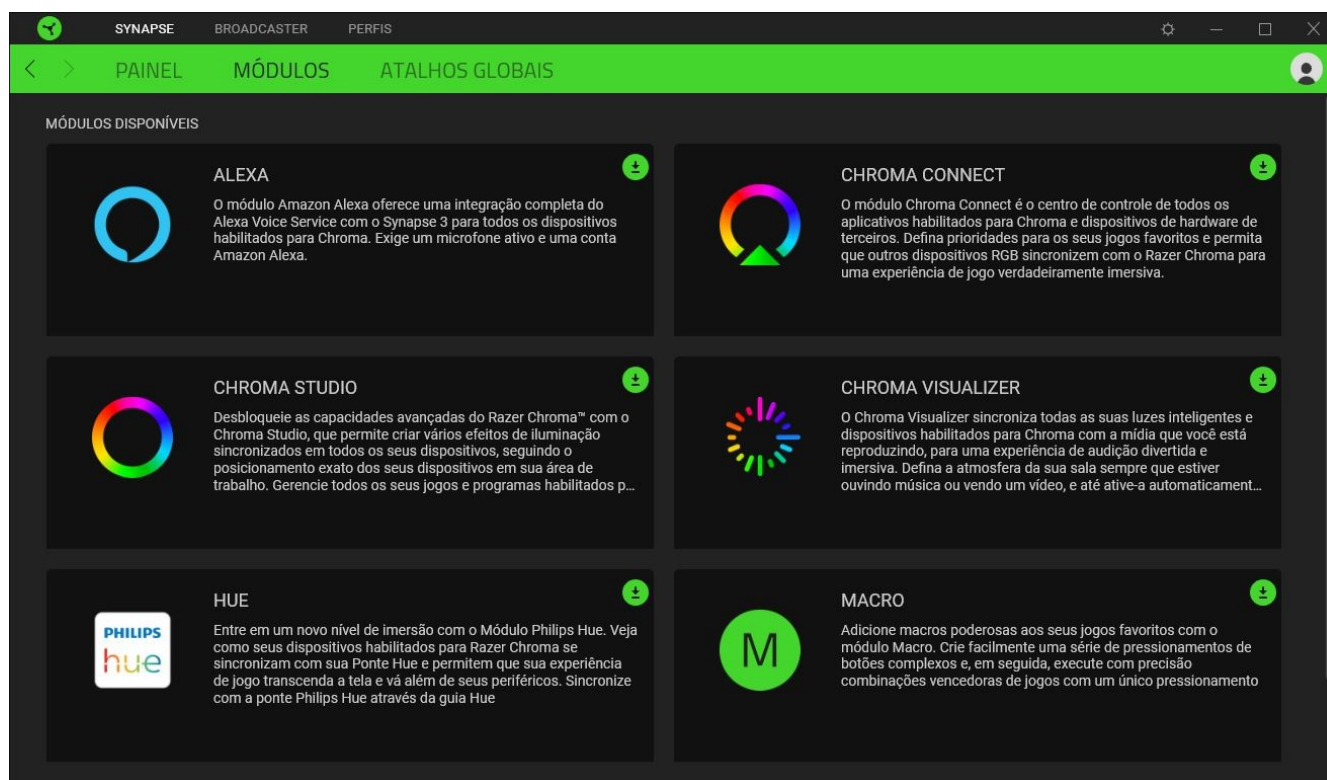 SYNAPSE BROADCASTER PERFIS
PAINEL MÓDULOS ATALHOS GLOBAIS
MÓDULOS DISPONÍVEIS
ALEXA
O módulo Amazon Alexa oferece uma integração completa do
Alexa Voice Service com o Synapse 3 para todos os dispositivos
habilitados para Chroma. Exige um microfone ativo e uma conta
Amazon Alexa.
CHROMA CONNECT
O módulo Chroma Connect é o centro de controle de todos os
aplicativos habilitados para Chroma e dispositivos de hardware de
terceiros. Defina prioridades para os seus jogos favoritos e permita
que outros dispositivos RGB sincronizem com o Razer Chroma para
uma experiência de jogo verdadeiramente imersiva.
CHROMA STUDIO
Desbloqueie as capacidades avançadas do Razer Chroma™ com o
Chroma Studio, que permite criar vários efeitos de iluminação
sincronizados em todos os seus dispositivos, seguindo o
posicionamento exato dos seus dispositivos em sua área de
trabalho. Gerencie todos os seus jogos e programas habilitados p...
CHROMA VISUALIZER
O Chroma Visualizer sincroniza todas as suas luzes inteligentes e
dispositivos habilitados para Chroma com a mídia que você está
reproduzindo, para uma experiência de audição divertida e
imersiva. Defina a atmosfera da sua sala sempre que estiver
ouvindo música ou vendo um vídeo, e até ative-a automaticament...
PHILIPS
hue
HUE
Entre em um novo nível de imersão com o Módulo Philips Hue. Veja
como seus dispositivos habilitados para Razer Chroma se
sincronizam com sua Ponte Hue e permitem que sua experiência
de jogo transcenda a tela e vá além de seus periféricos. Sincronize
com a ponte Philips Hue através da guia Hue
M
MACRO
Adicione macros poderosas aos seus jogos favoritos com o
módulo Macro. Crie facilmente uma série de pressionamentos de
botões complexos e, em seguida, execute com precisão
combinações vencedoras de jogos com um único pressionamento